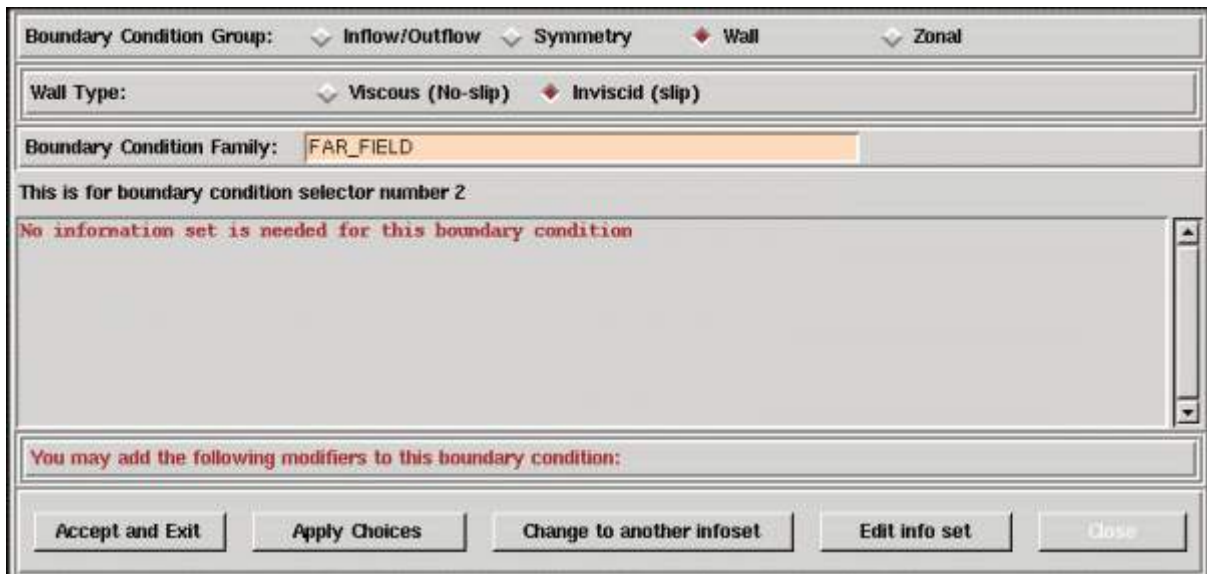 Boundary Condition Group: Inflow/Outflow Symmetry Wall Zonal
Wall Type: Viscous (No-slip) Inviscid (slip)
Boundary Condition Family: FAR_FIELD
This is for boundary condition selector number 2
No information set is needed for this boundary condition
You may add the following modifiers to this boundary condition:
Accept and Exit Apply Choices Change to another infoset Edit info set Close